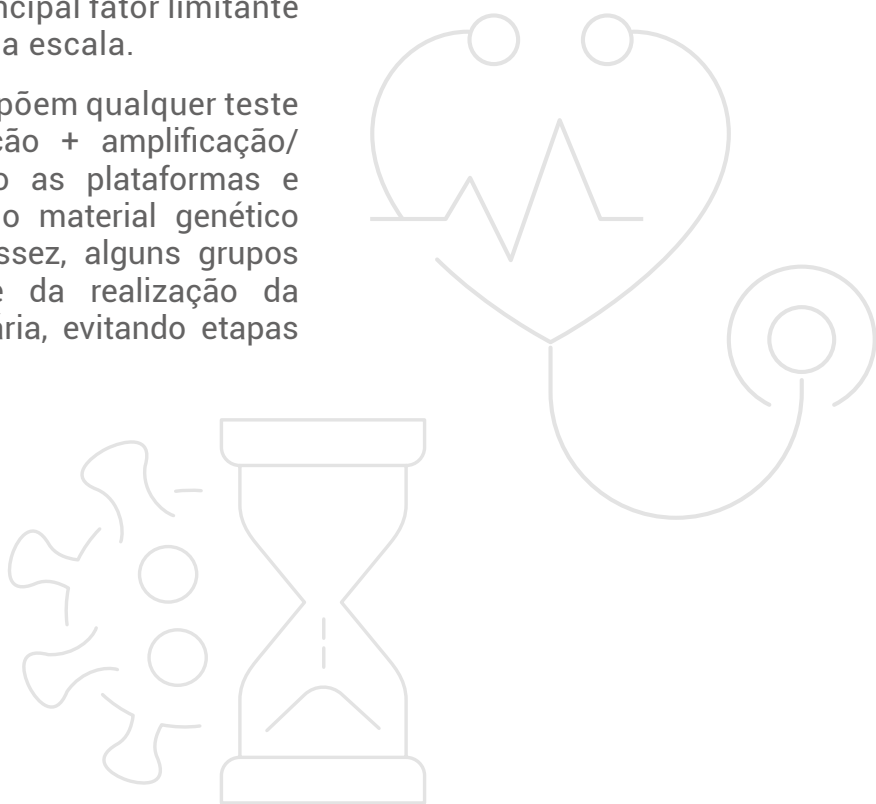 ncipal fator limitante
a escala.
põem qualquer teste
ção + amplificação/
o as plataformas e
o material genético
ssez, alguns grupos
e da realização da
ária, evitando etapas